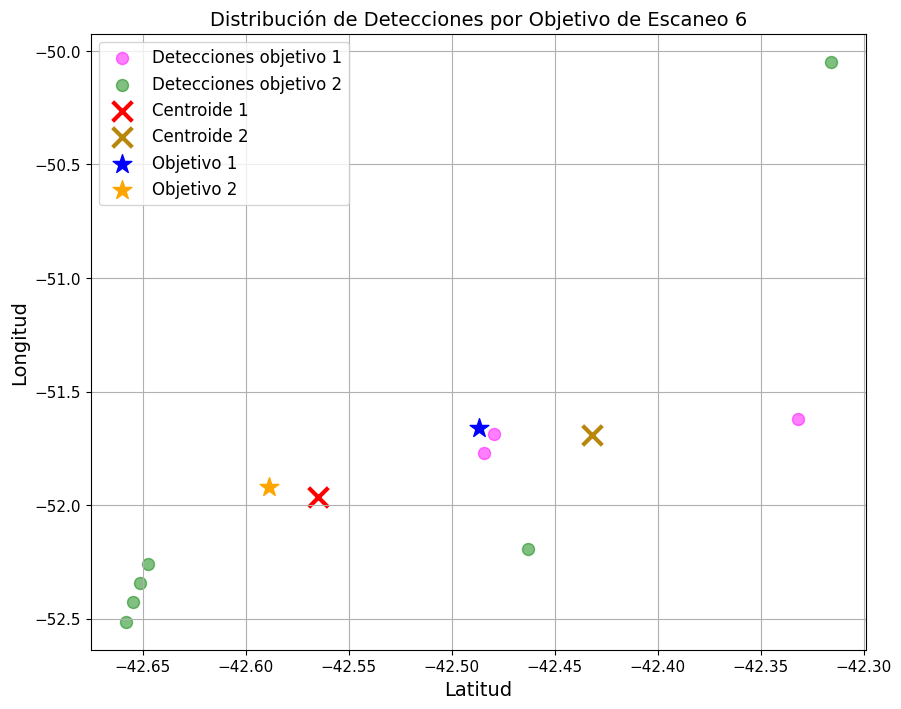 Distribución de Detecciones por Objetivo de Escaneo 6
Detecciones objetivo 1
Detecciones objetivo 2
Centroide 1
Centroide 2
Objetivo 1
Objetivo 2
−50.0
−50.5
−51.0
−51.5
−52.0
−52.5
Longitud
−42.65
−42.60
−42.55
−42.50
−42.45
−42.40
−42.35
−42.30
Latitud